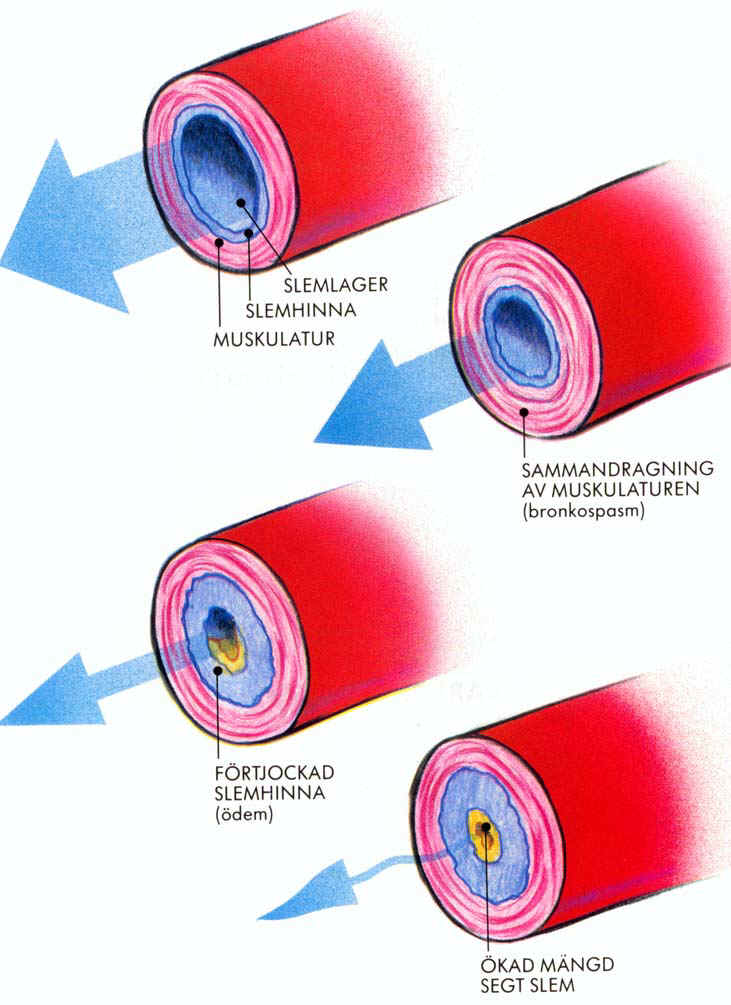 SLEMLAGER
SLEMHINNA
MUSKULATUR
SAMMANDRAGNING
AV MUSKULATUREN
(bronkospasm)
FÖRTJOCKAD
SLEMHINNA
(ödem)
ÖKAD MÄNGD
SEGT SLEM